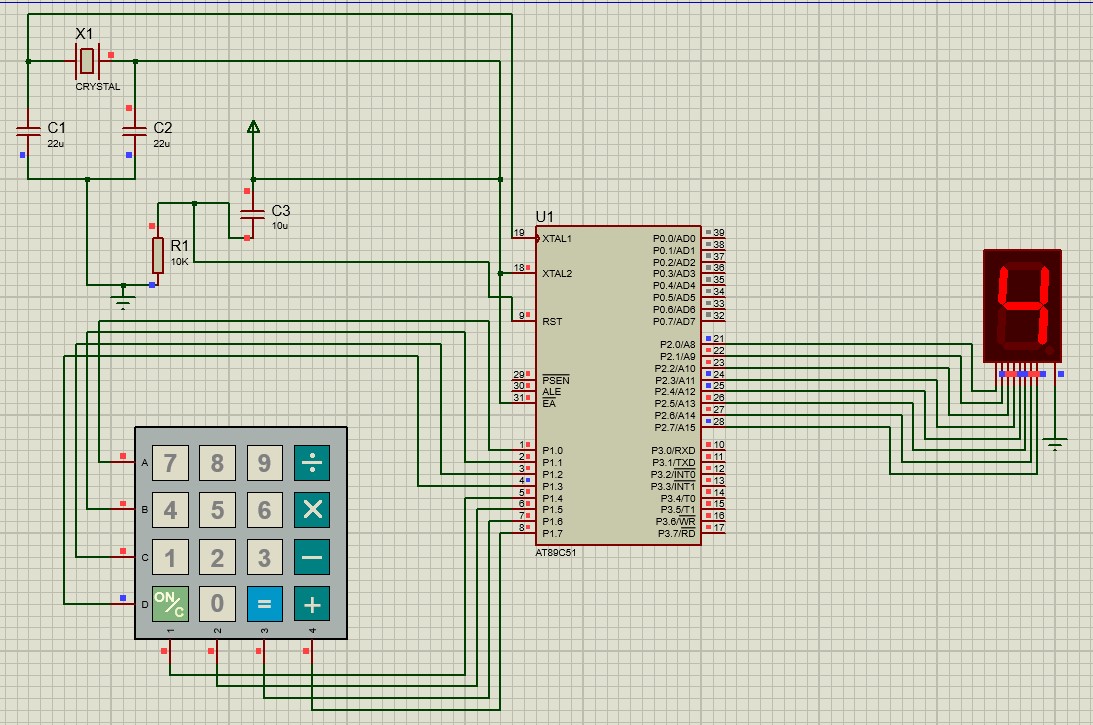 X1
CRYSTAL
C1
22u
C2
22u
C3
10u
R1
10K
U1
19 XTAL1 P0.0/AD0 39
P0.1/AD1 38
P0.2/AD2 37
18 XTAL2 P0.3/AD3 36
P0.4/AD4 35
P0.5/AD5 34
P0.6/AD6 33
9 RST P0.7/AD7 32
P2.0/A8 21
P2.1/A9 22
P2.2/A10 23
29 PSEN P2.3/A11 24
30 ALE P2.4/A12 25
31 EA P2.5/A13 26
P2.6/A14 27
P2.7/A15 28
1 P1.0 P3.0/RXD 10
2 P1.1 P3.1/TXD 11
3 P1.2 P3.2/INT0 12
4 P1.3 P3.3/INT1 13
5 P1.4 P3.4/T0 14
6 P1.5 P3.5/T1 15
7 P1.6 P3.6/WR 16
8 P1.7 P3.7/RD 17
AT89C51
4
A 7 8 9 ÷
B 4 5 6 ×
C 1 2 3 −
D ON/C 0 = +
1 2 3 4